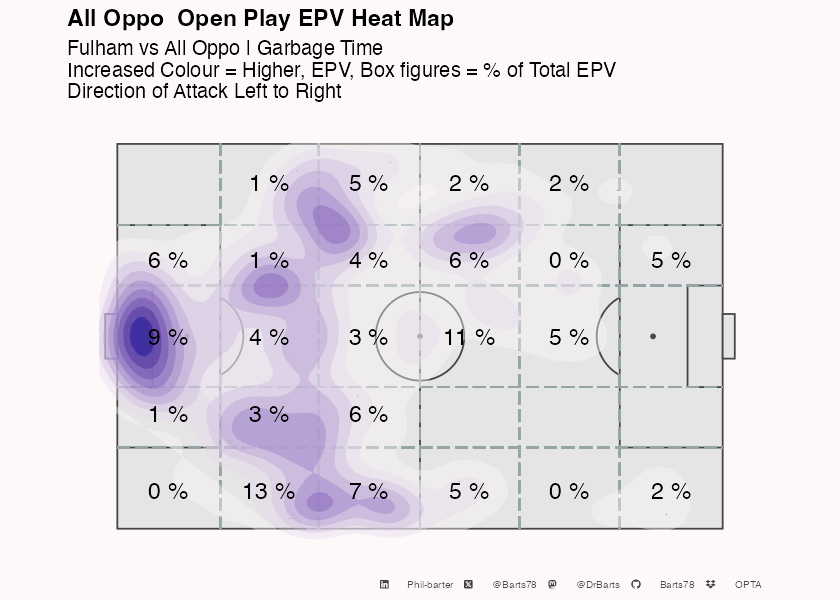 All Oppo  Open Play EPV Heat Map
Fulham vs All Oppo | Garbage Time
Increased Colour = Higher, EPV, Box figures = % of Total EPV
Direction of Attack Left to Right
1 % 5 % 2 % 2 %
6 % 1 % 4 % 6 % 0 % 5 %
9 % 4 % 3 % 11 % 5 %
1 % 3 % 6 %
0 % 13 % 7 % 5 % 0 % 2 %
Phil-barter @Barts78 @DrBarts Barts78 OPTA